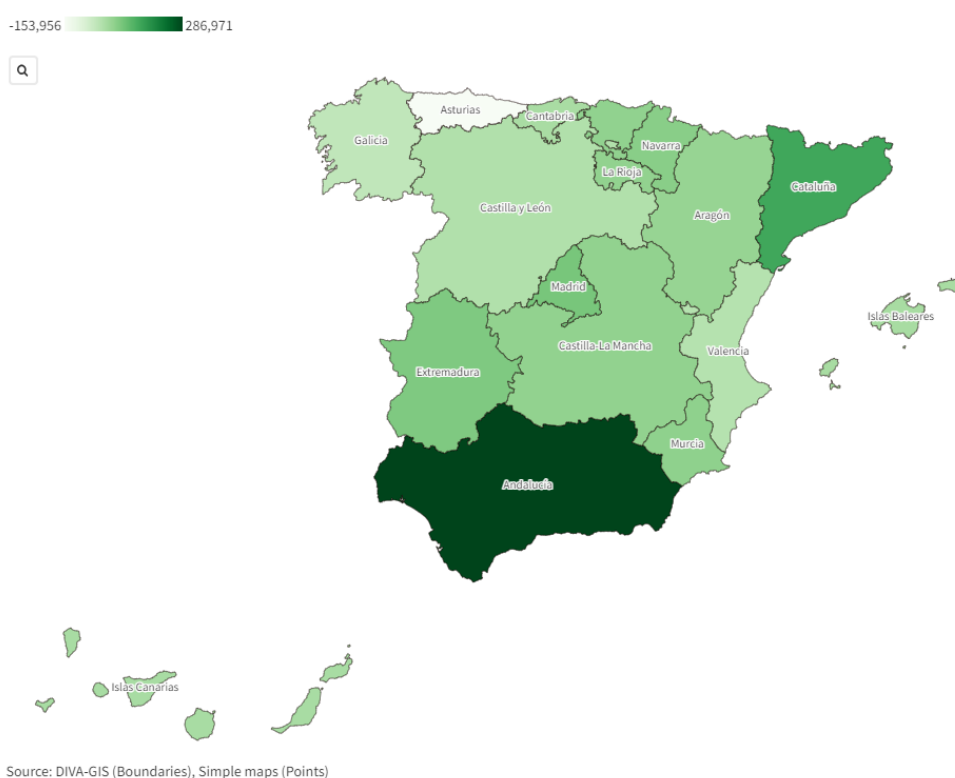 -153,956 286,971
Asturias
Cantabria
Galicia
Navarra
La Rioja
Cataluña
Castilla y León
Aragón
Madrid
Islas Baleares
Castilla-La Mancha
Valencia
Extremadura
Murcia
Andalucía
Islas Canarias
Source: DIVA-GIS (Boundaries), Simple maps (Points)